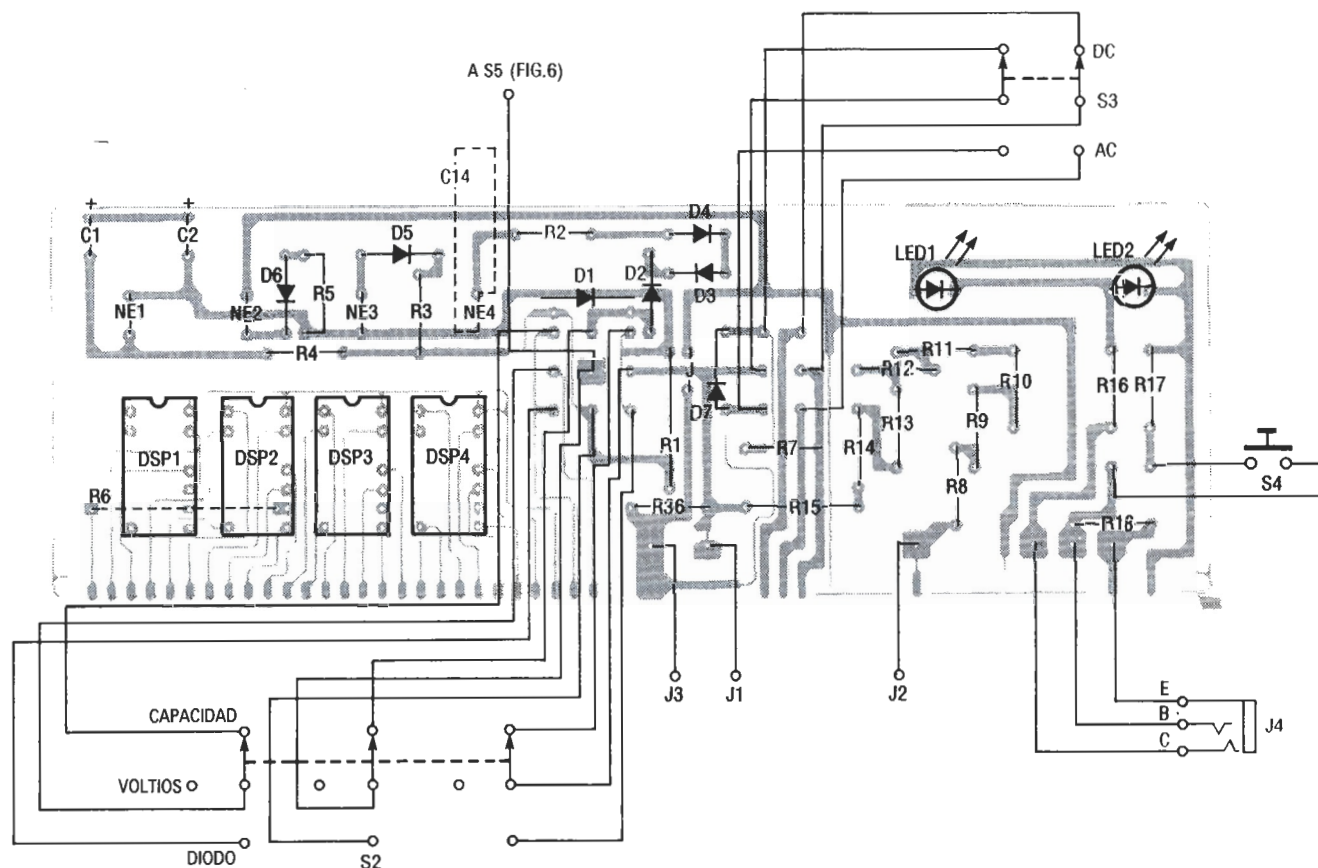 DC
A S5 (FIG.6)
S3
AC
C14
+
+
C1
C2
D5
R2
D4
LED1
LED2
D6
R5
D1
D2
D3
NE1
NE2
NE3
R3
NE4
R4
J
R11
R12
R10
R16
R17
D7
R13
R9
DSP1
DSP2
DSP3
DSP4
R1
R7
R14
S4
R8
R6
R36
R15
R18
J3
J1
J2
E
CAPACIDAD
B
J4
C
VOLTIOS
DIODO
S2